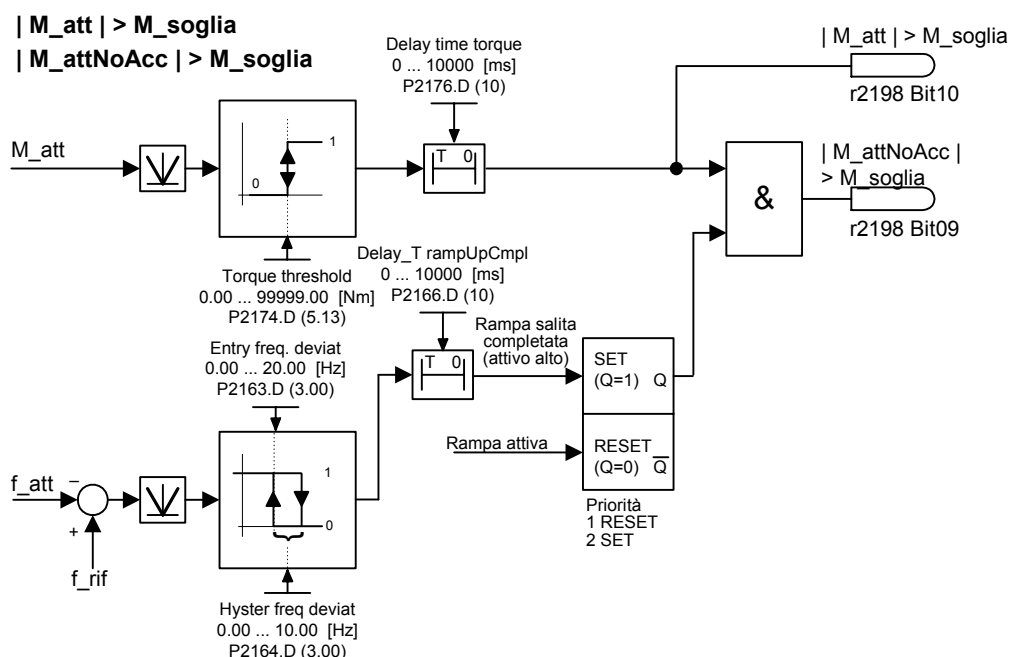 | M_att | > M_soglia
| M_attNoAcc | > M_soglia
Delay time torque
0 ... 10000 [ms]
P2176.D (10)
| M_att | > M_soglia
r2198 Bit10
M_att
1
0
T 0
| M_attNoAcc |
> M_soglia
&
r2198 Bit09
Torque threshold
0.00 ... 99999.00 [Nm]
P2174.D (5.13)
Delay_T rampUpCmpl
0 ... 10000 [ms]
P2166.D (10)
Entry freq. deviat
0.00 ... 20.00 [Hz]
P2163.D (3.00)
T 0
Rampa salita
completata
(attivo alto)
SET
(Q=1) Q
Rampa attiva
RESET
(Q=0) Q
Priorità
1 RESET
2 SET
f_att
−
+
f_rif
1
0
Hyster freq deviat
0.00 ... 10.00 [Hz]
P2164.D (3.00)